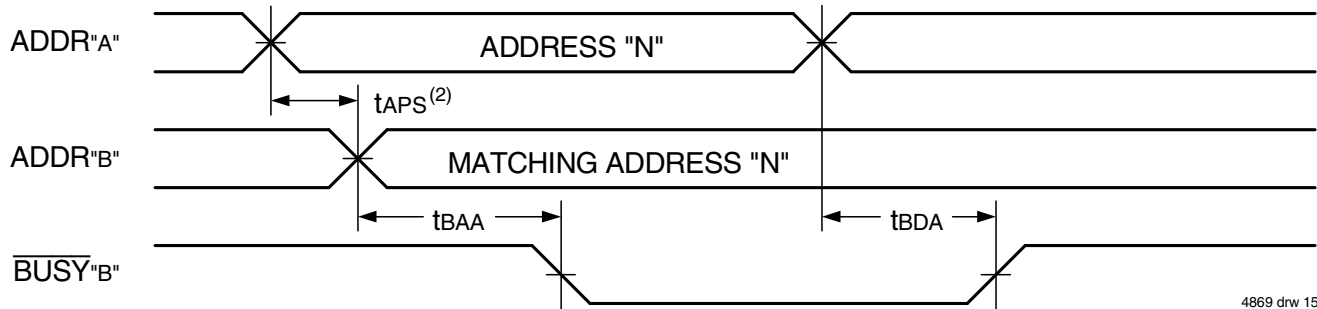 ADDR"A"
ADDRESS "N"
tAPS(2)
ADDR"B"
MATCHING ADDRESS "N"
tBAA
tBDA
BUSY"B"
4869 drw 15